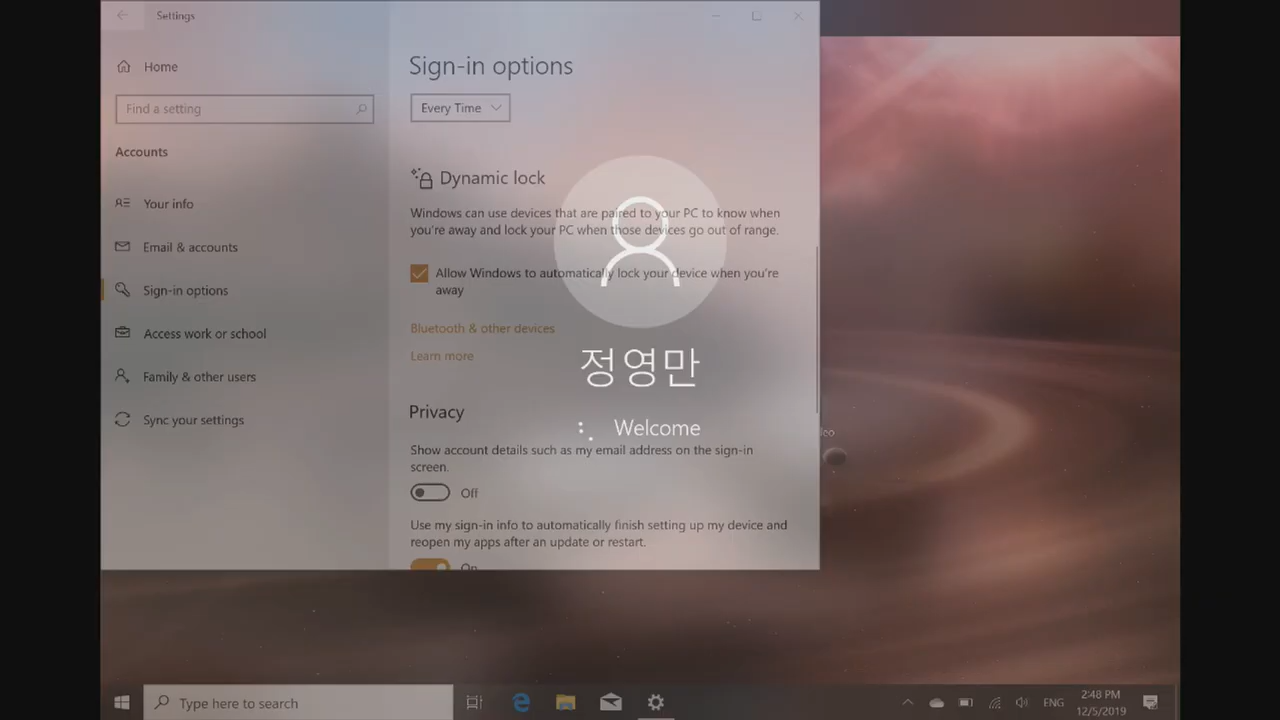 Settings
Home
Find a setting
Accounts
Your info
Email & accounts
Sign-in options
Access work or school
Family & other users
Sync your settings
Sign-in options
Every Time
Dynamic lock
Windows can use devices that are paired to your PC to know when
you're away and lock your PC when those devices go out of range.
Allow Windows to automatically lock your device when you're
away
Bluetooth & other devices
Learn more
정영만
Privacy
Welcome
Show account details such as my email address on the sign-in
screen.
Off
Use my sign-in info to automatically finish setting up my device and
reopen my apps after an update or restart.
On
Type here to search
ENG
2:48 PM
12/5/2019